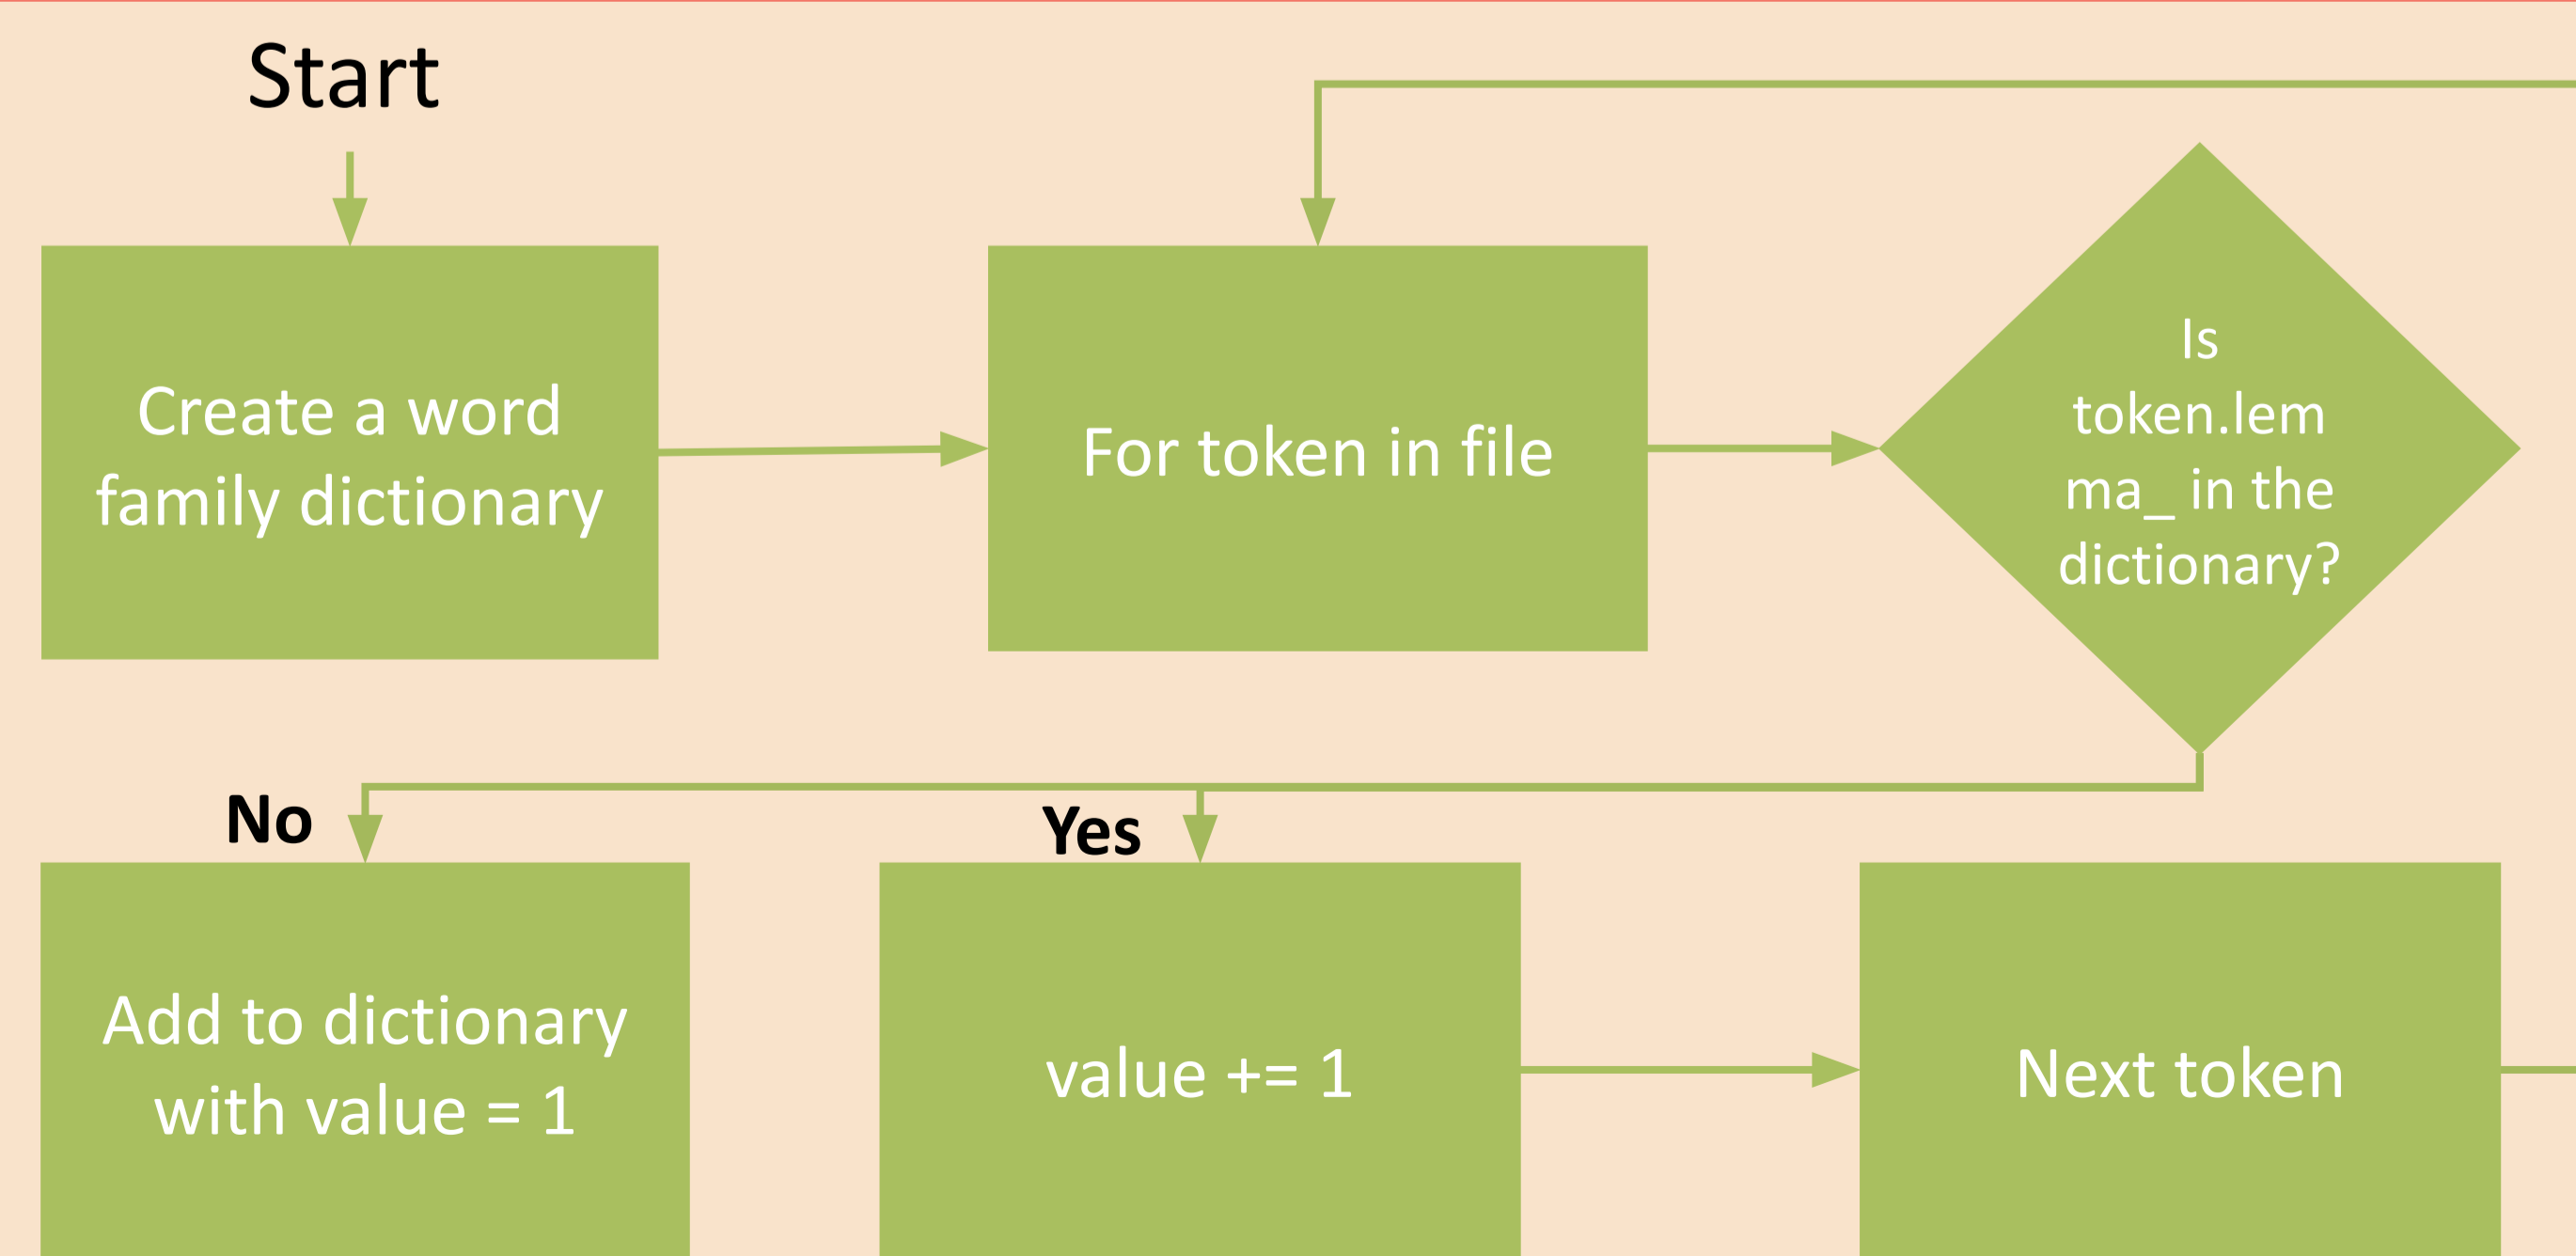 Start
Create a word
family dictionary
For token in file
Is
token.lem
ma_ in the
dictionary?
No
Yes
Add to dictionary
with value = 1
value += 1
Next token